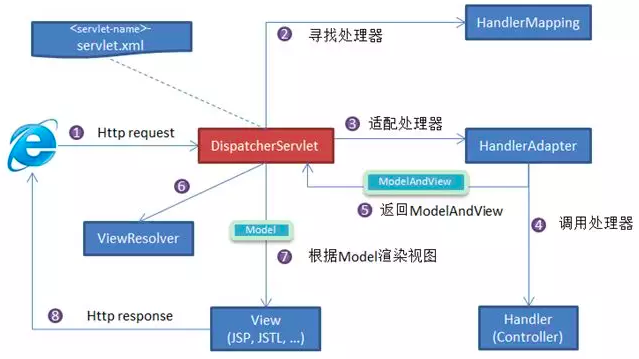 <servlet-name>-
servlet.xml
2 寻找处理器
HandlerMapping
1 Http request
DispatcherServlet
3 适配处理器
HandlerAdapter
ModelAndView
5 返回ModelAndView
6
4 调用处理器
ViewResolver
Model
7 根据Model渲染视图
8 Http response
View
(JSP, JSTL, ...)
Handler
(Controller)